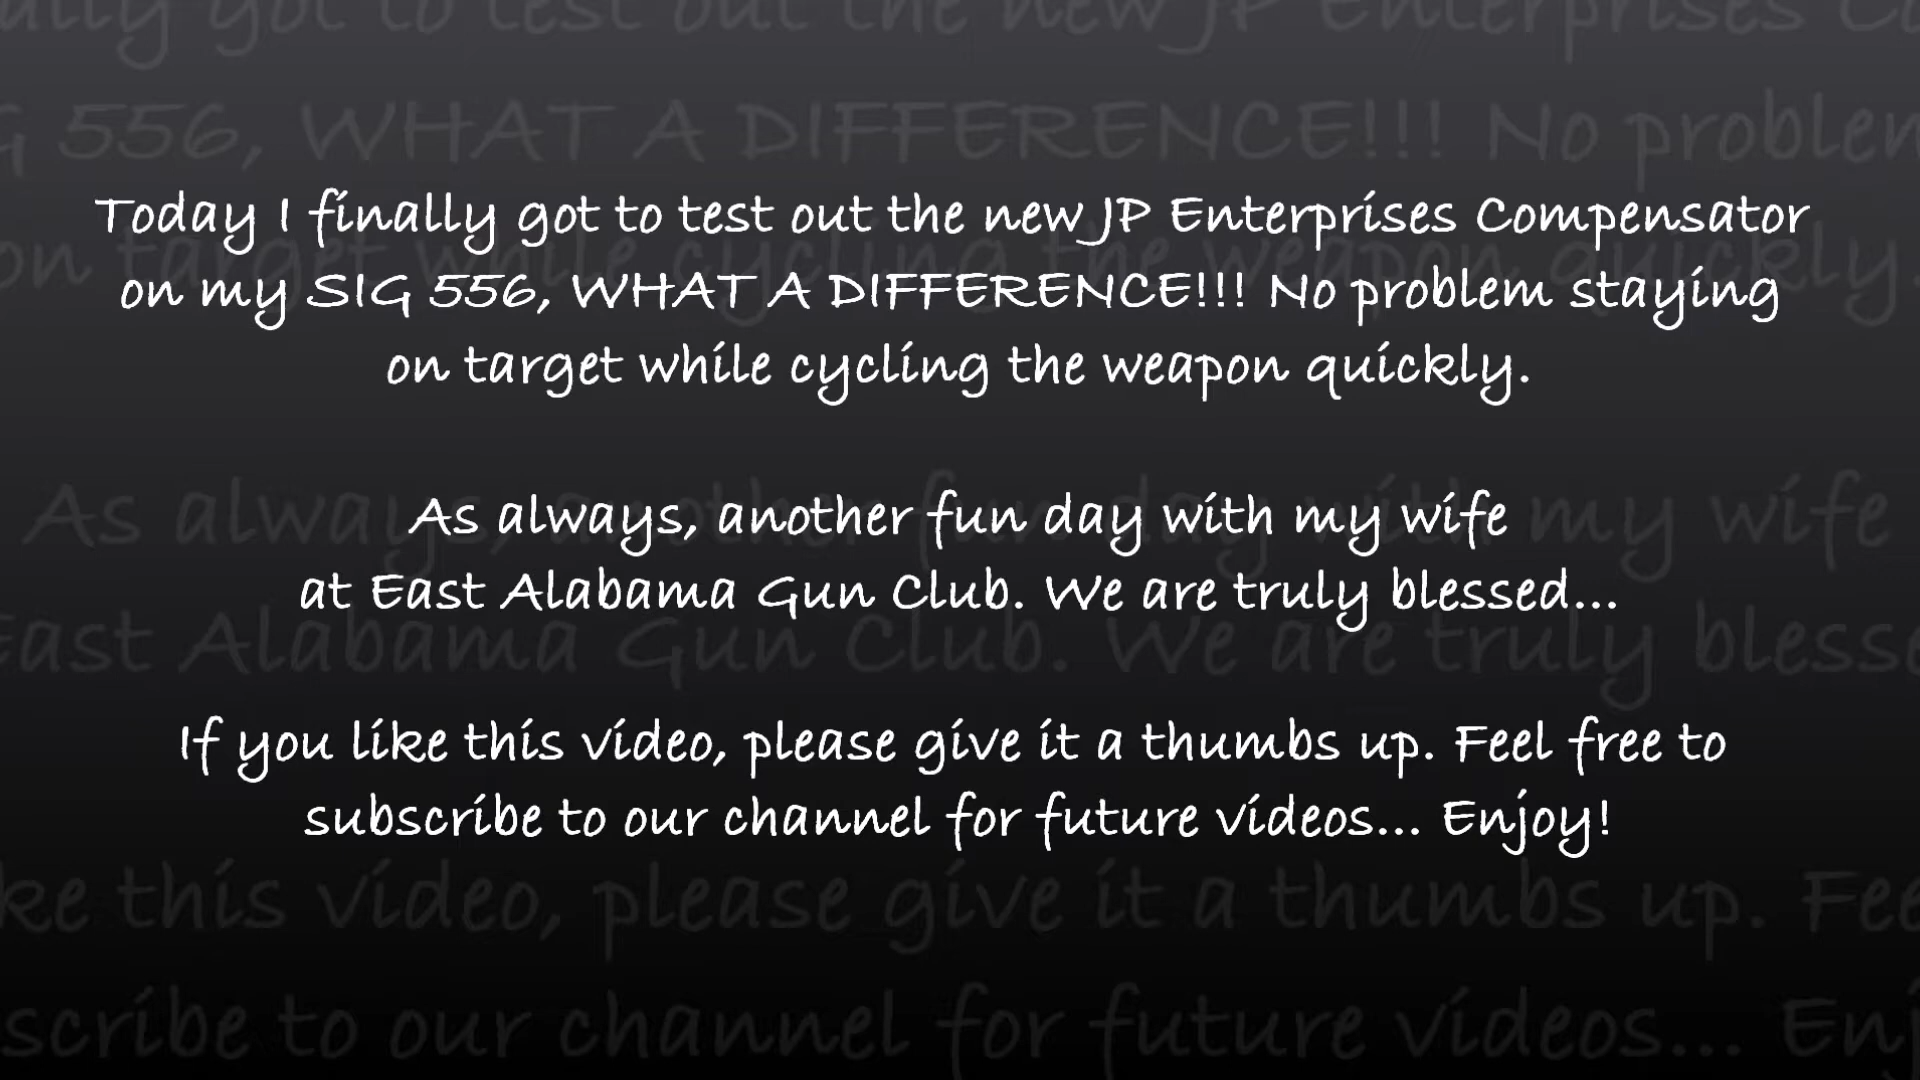 Today I finally got to test out the new JP Enterprises Compensator
on my SIG 556, WHAT A DIFFERENCE!!! No problem staying
on target while cycling the weapon quickly.
As always, another fun day with my wife
at East Alabama Gun Club. We are truly blessed...
If you like this video, please give it a thumbs up. Feel free to
subscribe to our channel for future videos... Enjoy!